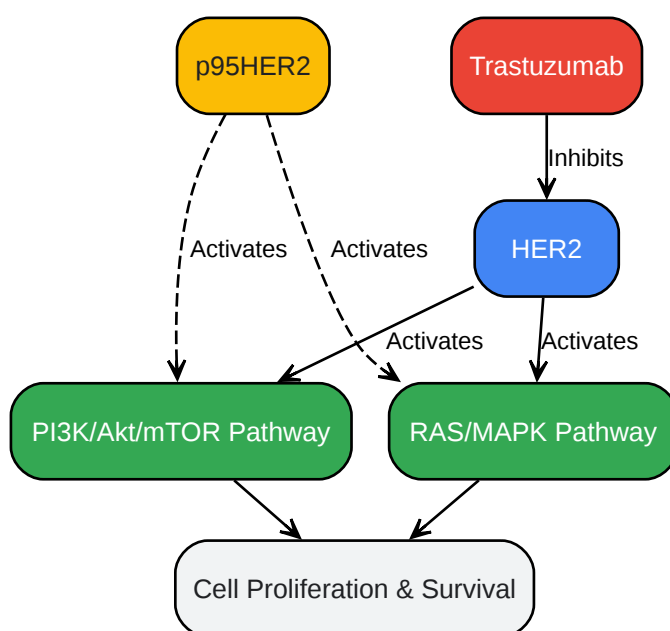 p95HER2
Trastuzumab
Inhibits
HER2
Activates
Activates
Activates
Activates
PI3K/Akt/mTOR Pathway
RAS/MAPK Pathway
Cell Proliferation & Survival